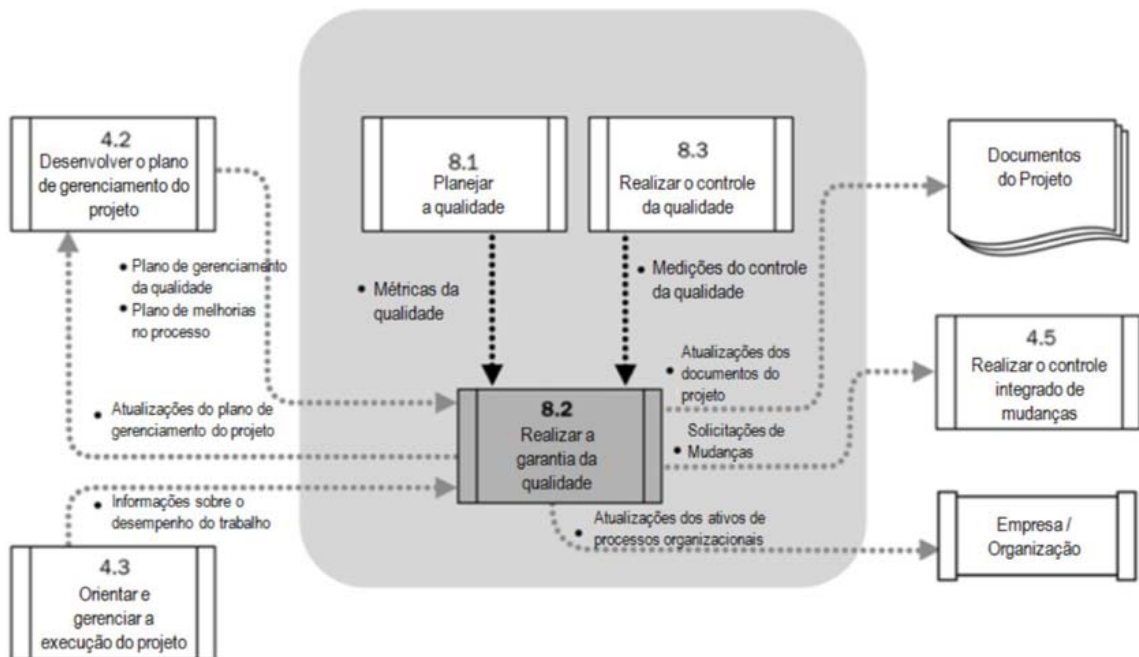 4.2
Desenvolver o plano
de gerenciamento do
projeto
8.1
Planejar
a qualidade
8.3
Realizar o controle
da qualidade
Documentos
do Projeto
• Plano de gerenciamento
da qualidade
• Plano de melhorias
no processo
• Métricas da
qualidade
• Medições do controle
da qualidade
4.5
Realizar o controle
integrado de
mudanças
• Atualizações dos
documentos do
projeto
• Atualizações do plano de
gerenciamento do projeto
8.2
Realizar a
garantia da
qualidade
• Solicitações de
Mudanças
• Informações sobre o
desempenho do trabalho
• Atualizações dos ativos de
processos organizacionais
Empresa /
Organização
4.3
Orientar e
gerenciar a
execução do projeto